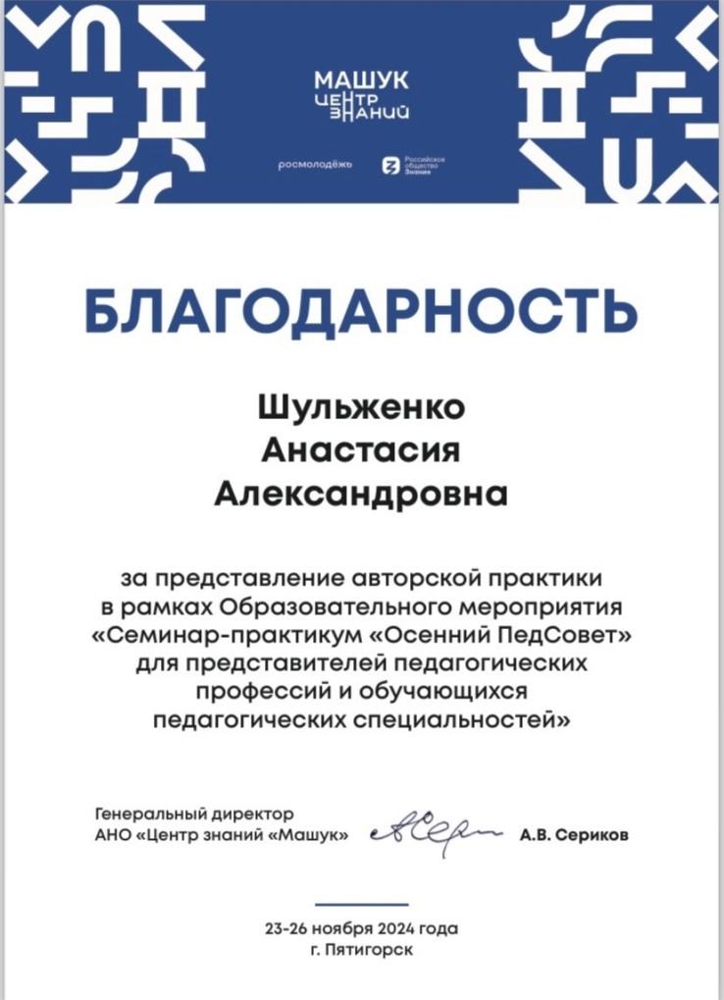 МАШУК
ЦЕНТР
ЗНАНИЙ
росмолодёжь
Российское
общество
Знание
БЛАГОДАРНОСТЬ
Шульженко
Анастасия
Александровна
за представление авторской практики
в рамках Образовательного мероприятия
«Семинар-практикум «Осенний ПедСовет»
для представителей педагогических
профессий и обучающихся
педагогических специальностей»
Генеральный директор
АНО «Центр знаний «Машук»
А.В. Сериков
23-26 ноября 2024 года
г. Пятигорск